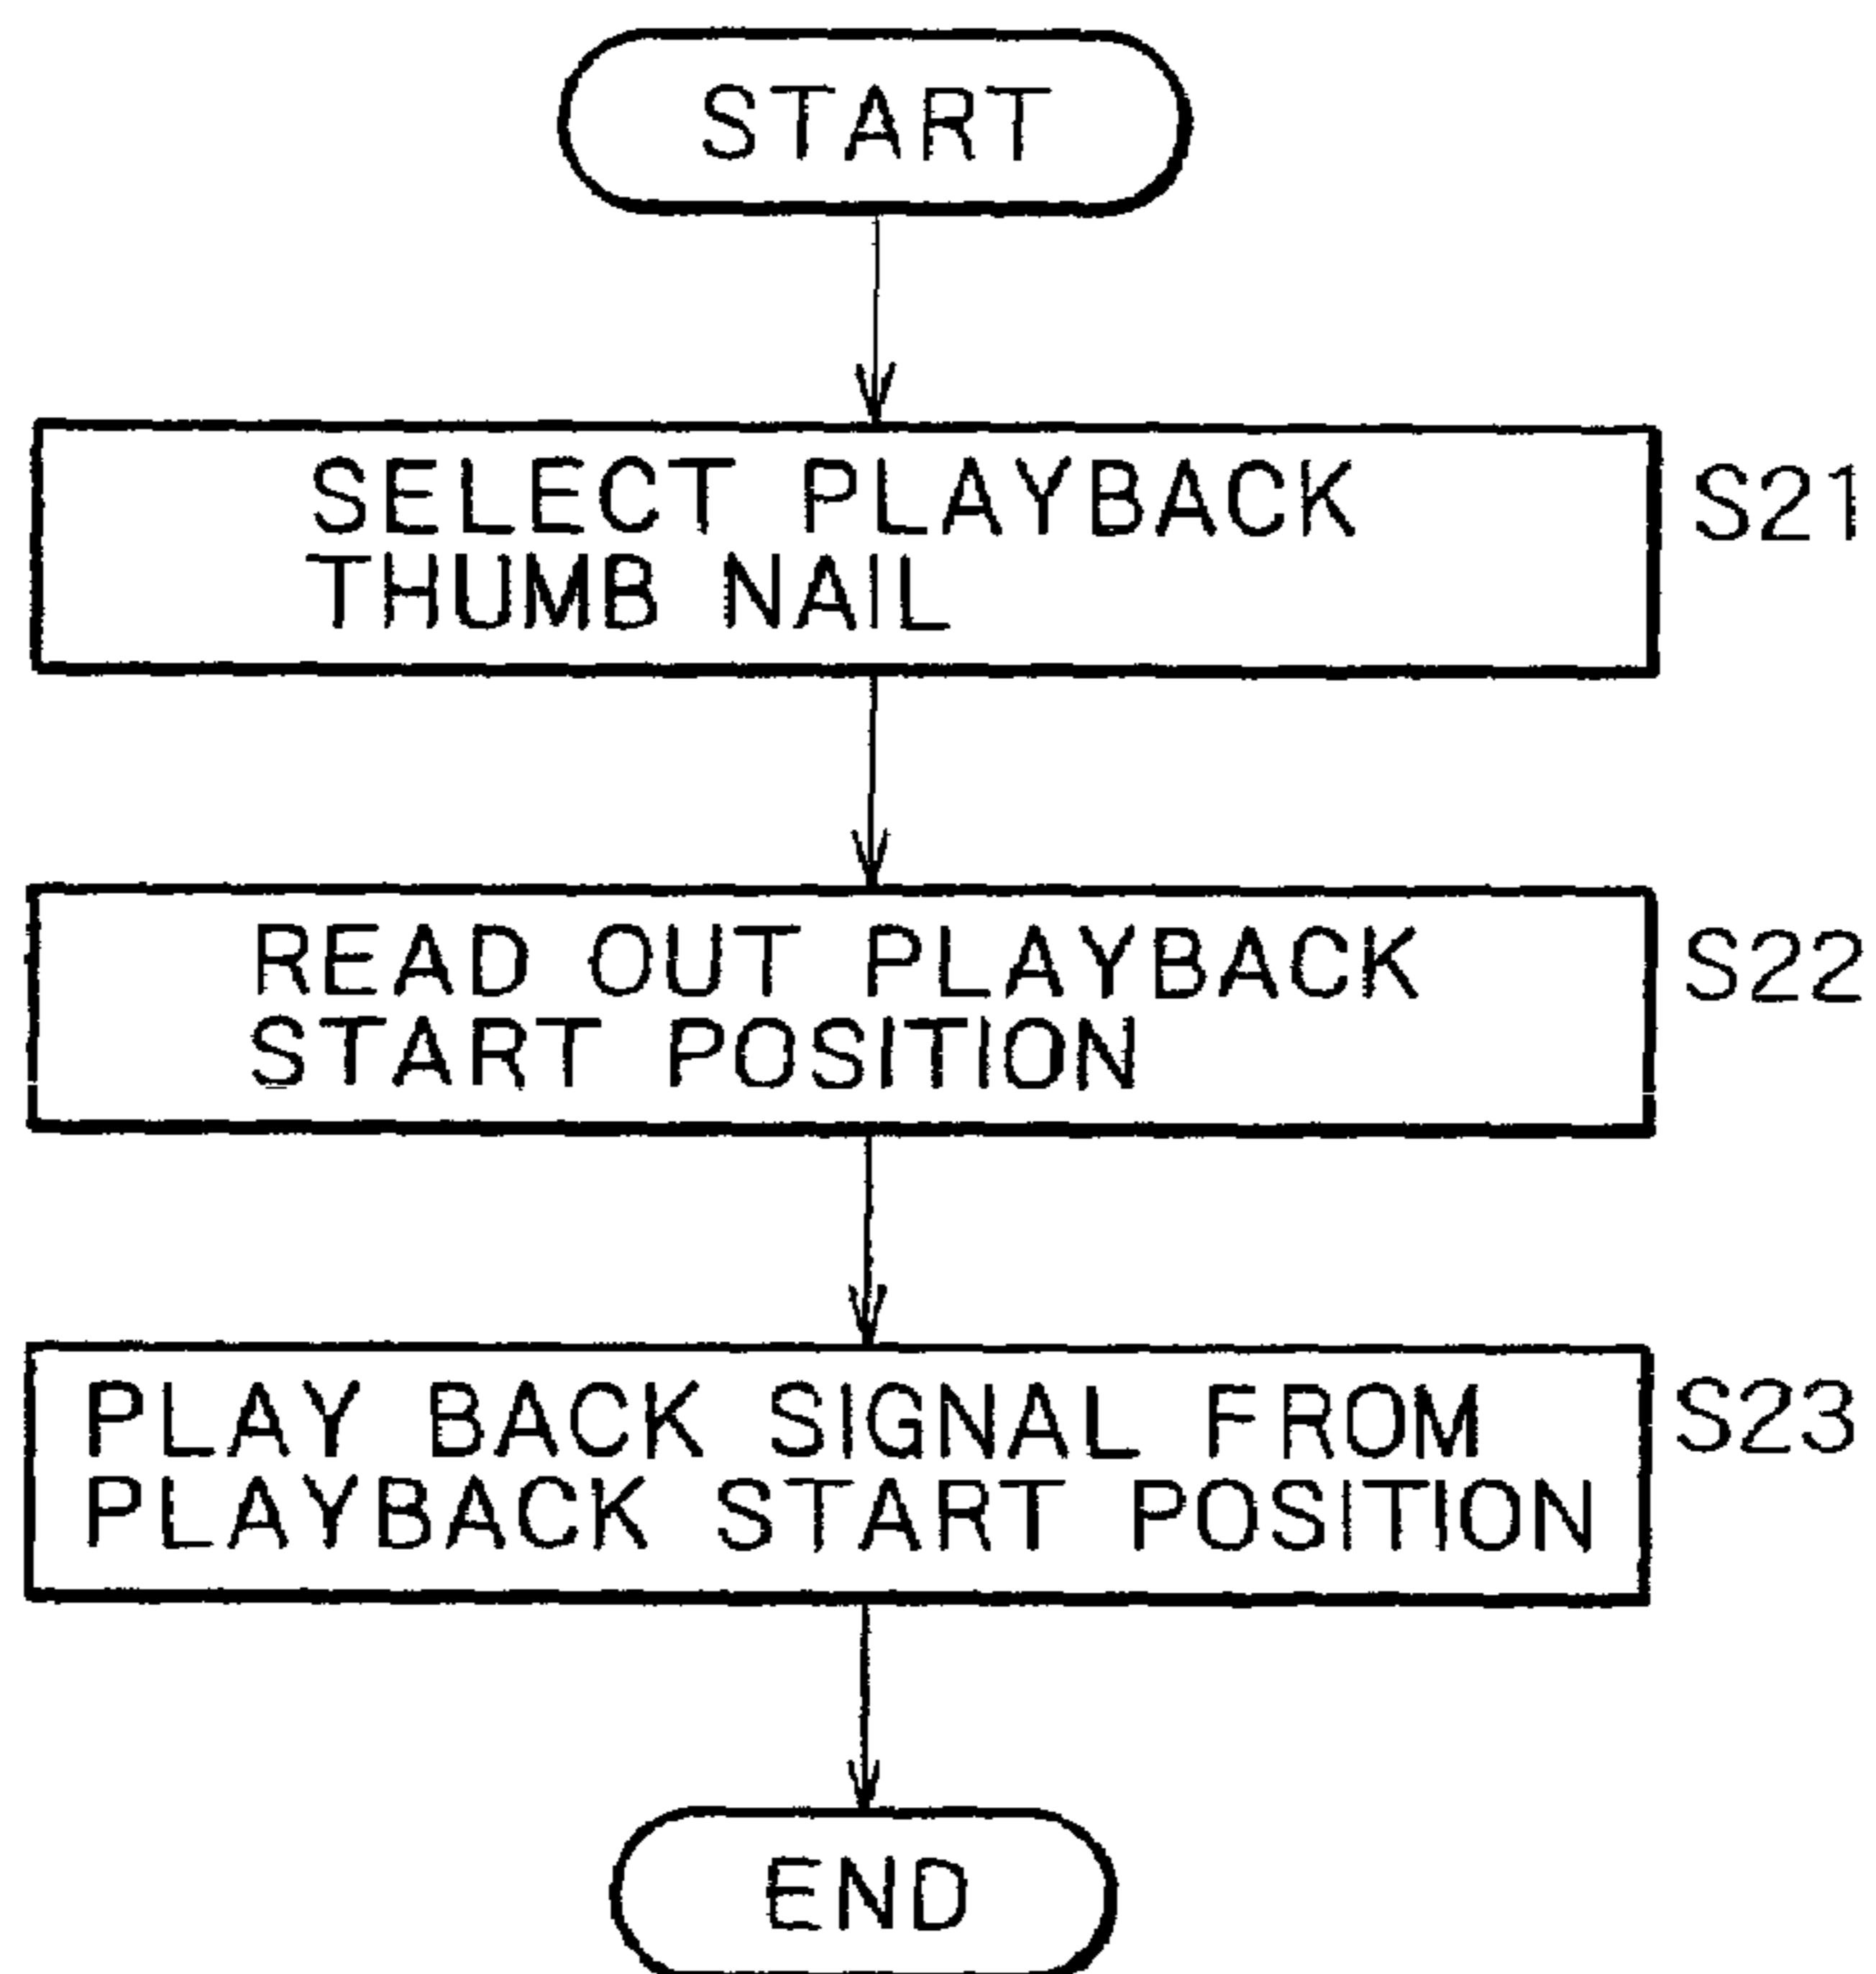 START
SELECT PLAYBACK
THUMB NAIL
S21
READ OUT PLAYBACK
START POSITION
S22
PLAY BACK SIGNAL FROM
PLAYBACK START POSITION
S23
END